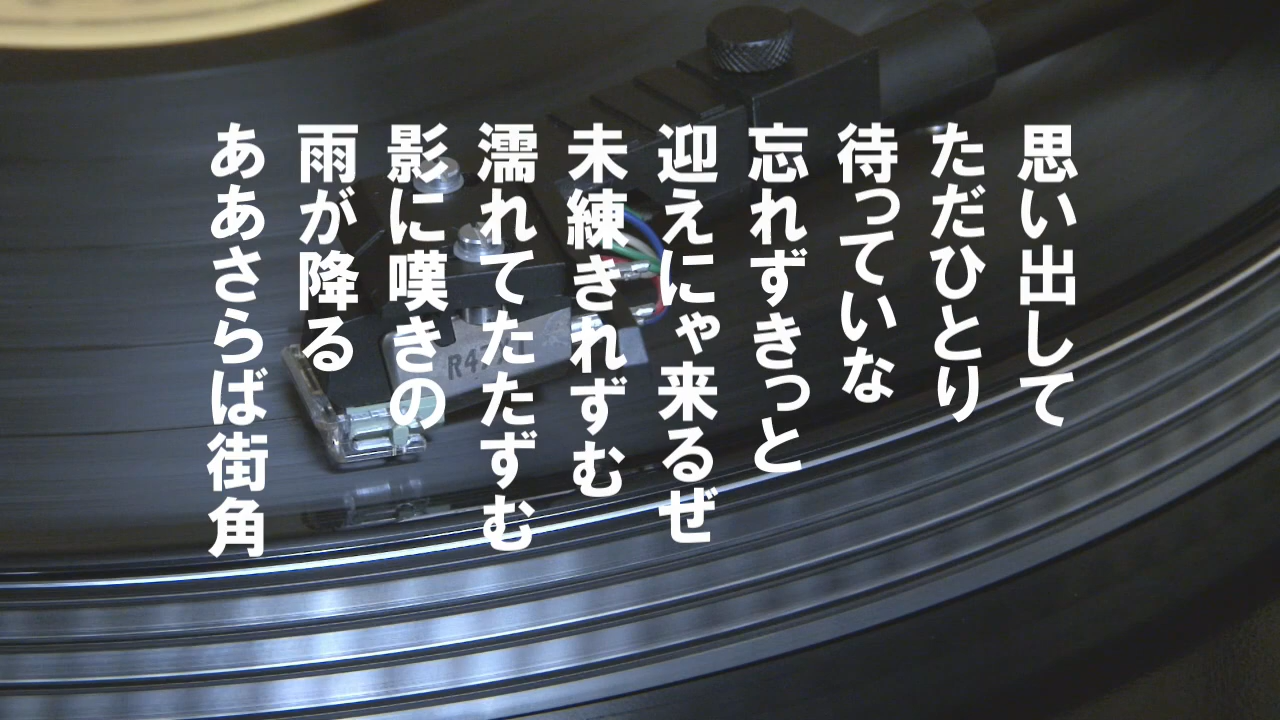 思い出して
ただひとり
待っていな
忘れずきっと
迎えにゃ来るぜ
未練きれずむ
濡れてたたずむ
影に嘆きの
雨が降る
ああさらば街角